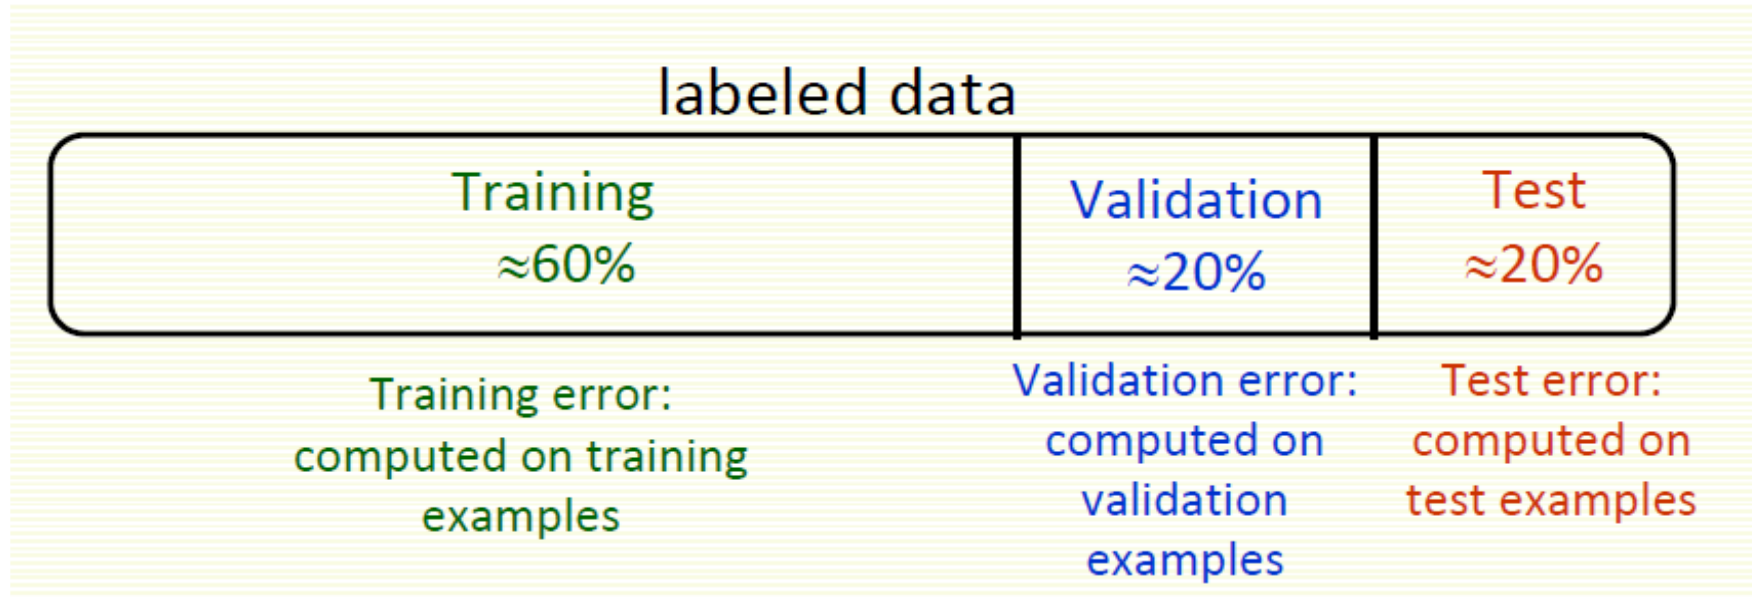 labeled data
Training
≈60%
Validation
≈20%
Test
≈20%
Training error:
computed on training
examples
Validation error:
computed on
validation
examples
Test error:
computed on
test examples